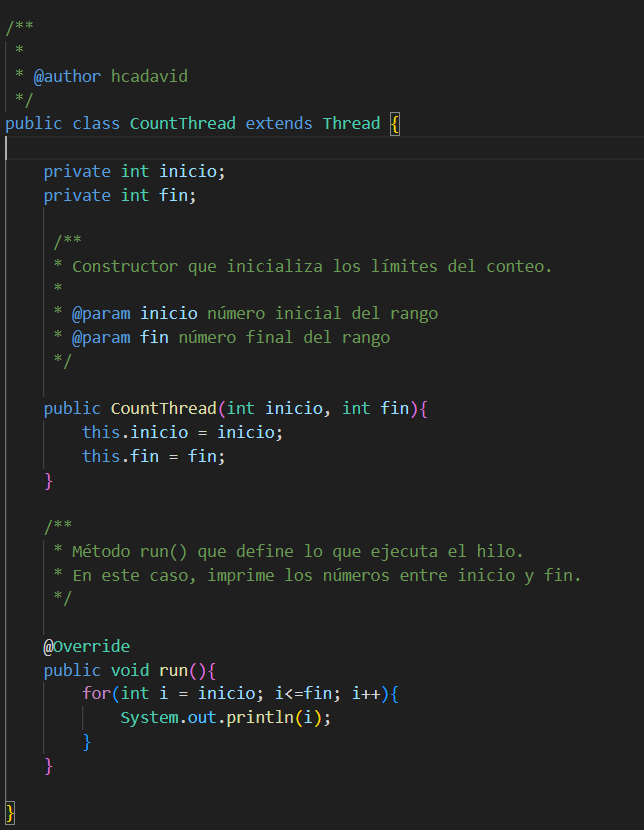 /**
 *
 * @author hcadavid
 */
public class CountThread extends Thread {
    private int inicio;
    private int fin;
     /**
     * Constructor que inicializa los límites del conteo.
     *
     * @param inicio número inicial del rango
     * @param fin número final del rango
     */
    public CountThread(int inicio, int fin){
        this.inicio = inicio;
        this.fin = fin;
    }
    /**
     * Método run() que define lo que ejecuta el hilo.
     * En este caso, imprime los números entre inicio y fin.
     */
    @Override
    public void run(){
        for(int i = inicio; i<=fin; i++){
            System.out.println(i);
        }
    }
}